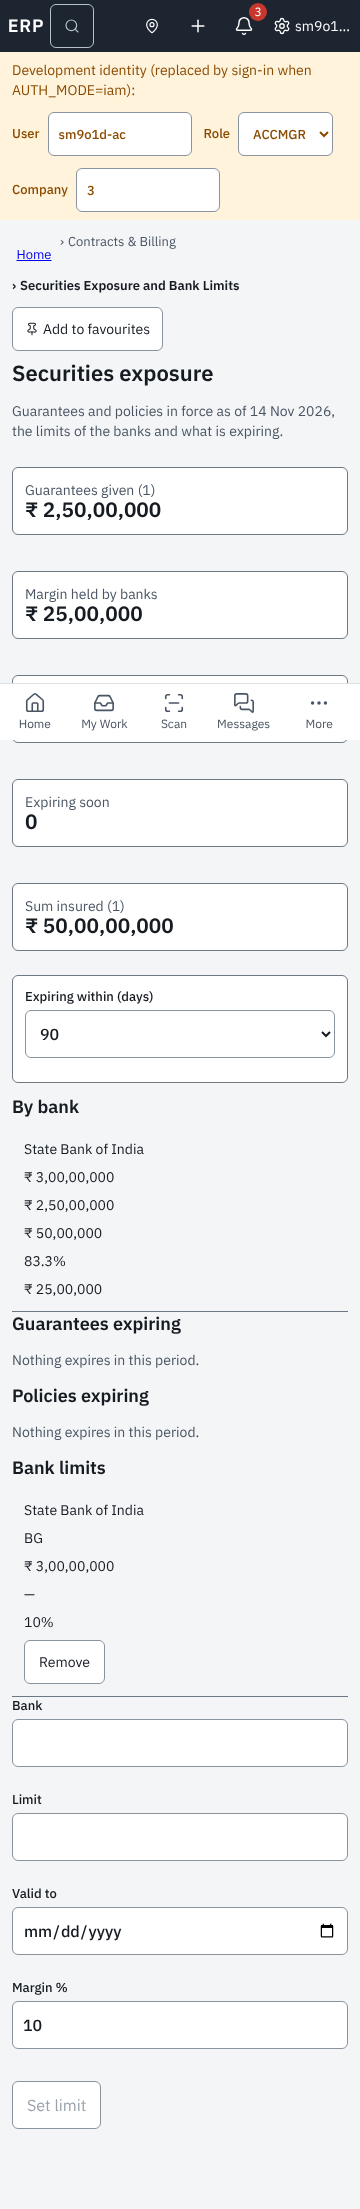 ERP
3
sm9o1...
Development identity (replaced by sign-in when
AUTH_MODE=iam):
User sm9o1d-ac Role ACCMGR
Company 3
Home › Contracts & Billing
› Securities Exposure and Bank Limits
Add to favourites
Securities exposure
Guarantees and policies in force as of 14 Nov 2026,
the limits of the banks and what is expiring.
Guarantees given (1)
₹ 2,50,00,000
Margin held by banks
₹ 25,00,000
Home My Work Scan Messages More
Expiring soon
0
Sum insured (1)
₹ 50,00,00,000
Expiring within (days)
90
By bank
State Bank of India
₹ 3,00,00,000
₹ 2,50,00,000
₹ 50,00,000
83.3%
₹ 25,00,000
Guarantees expiring
Nothing expires in this period.
Policies expiring
Nothing expires in this period.
Bank limits
State Bank of India
BG
₹ 3,00,00,000
—
10%
Remove
Bank
Limit
Valid to
mm/dd/yyyy
Margin %
10
Set limit